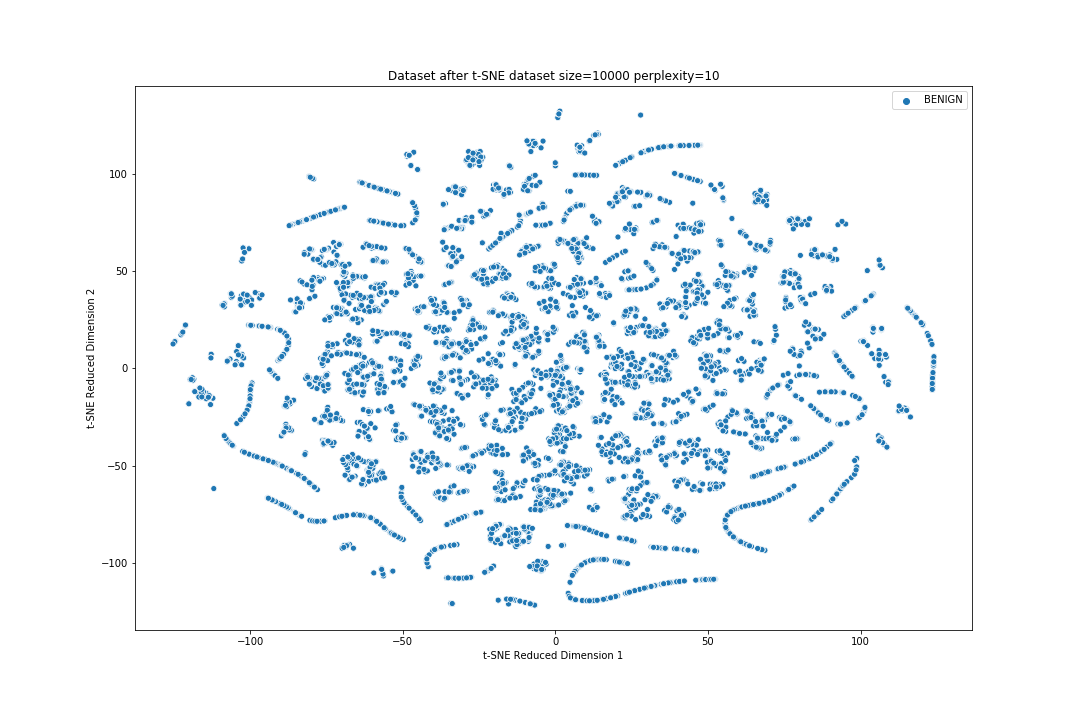 Dataset after t-SNE dataset size=10000 perplexity=10
BENIGN
100
50
0
−50
−100
t-SNE Reduced Dimension 2
−100 −50 0 50 100
t-SNE Reduced Dimension 1